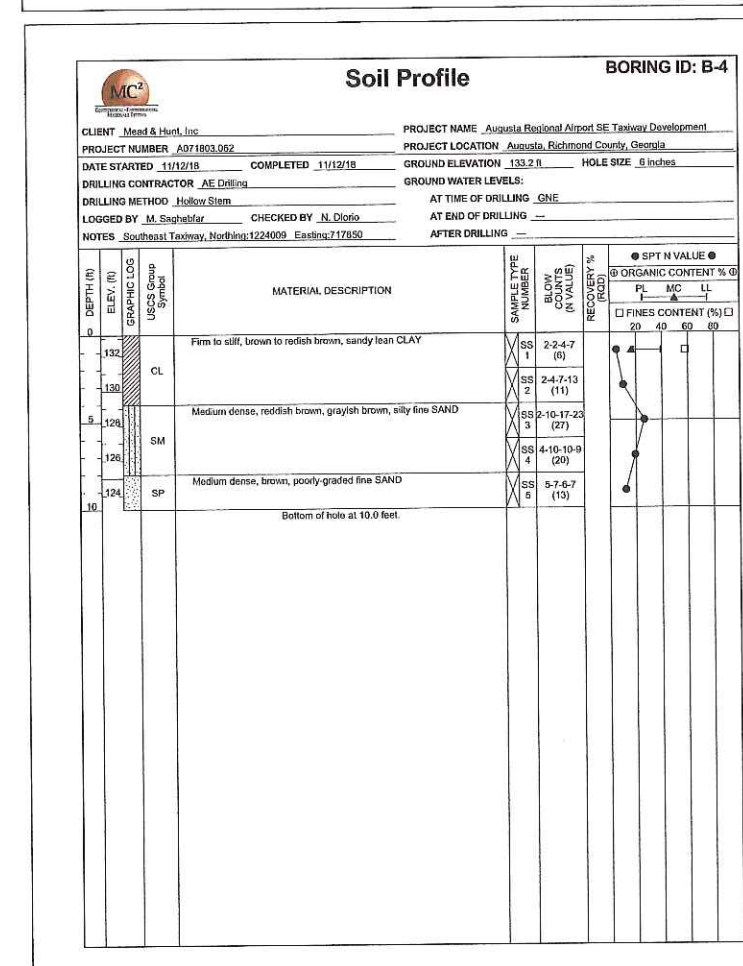 Soil Profile
BORING ID: B-4
MC²
CLIENT Mead & Hunt, Inc
PROJECT NAME Augusta Regional Airport SE Taxiway Development
PROJECT NUMBER A071803.062
PROJECT LOCATION Augusta, Richmond County, Georgia
DATE STARTED 11/12/18 COMPLETED 11/12/18
GROUND ELEVATION 133.2 ft HOLE SIZE 6 inches
DRILLING CONTRACTOR AE Drilling
GROUND WATER LEVELS:
DRILLING METHOD Hollow Stem
AT TIME OF DRILLING GNE
LOGGED BY M. Saghebfar CHECKED BY N. Dlorio
AT END OF DRILLING ---
NOTES Southeast Taxiway, Northing:1224009 Easting:717850
AFTER DRILLING ---
DEPTH (ft)
ELEV. (ft)
GRAPHIC LOG
USCS Group Symbol
MATERIAL DESCRIPTION
SAMPLE TYPE NUMBER
BLOW COUNTS (N VALUE)
RECOVERY % (RQD)
SPT N VALUE
ORGANIC CONTENT %
PL MC LL
FINES CONTENT (%)
20 40 60 80
0
132
CL
Firm to stiff, brown to redish brown, sandy lean CLAY
SS 1
2-2-4-7 (6)
130
SS 2
2-4-7-13 (11)
5
128
SM
Medium dense, reddish brown, grayish brown, silty fine SAND
SS 3
2-10-17-23 (27)
126
SS 4
4-10-10-9 (20)
124
SP
Medium dense, brown, poorly-graded fine SAND
SS 5
5-7-6-7 (13)
10
Bottom of hole at 10.0 feet.